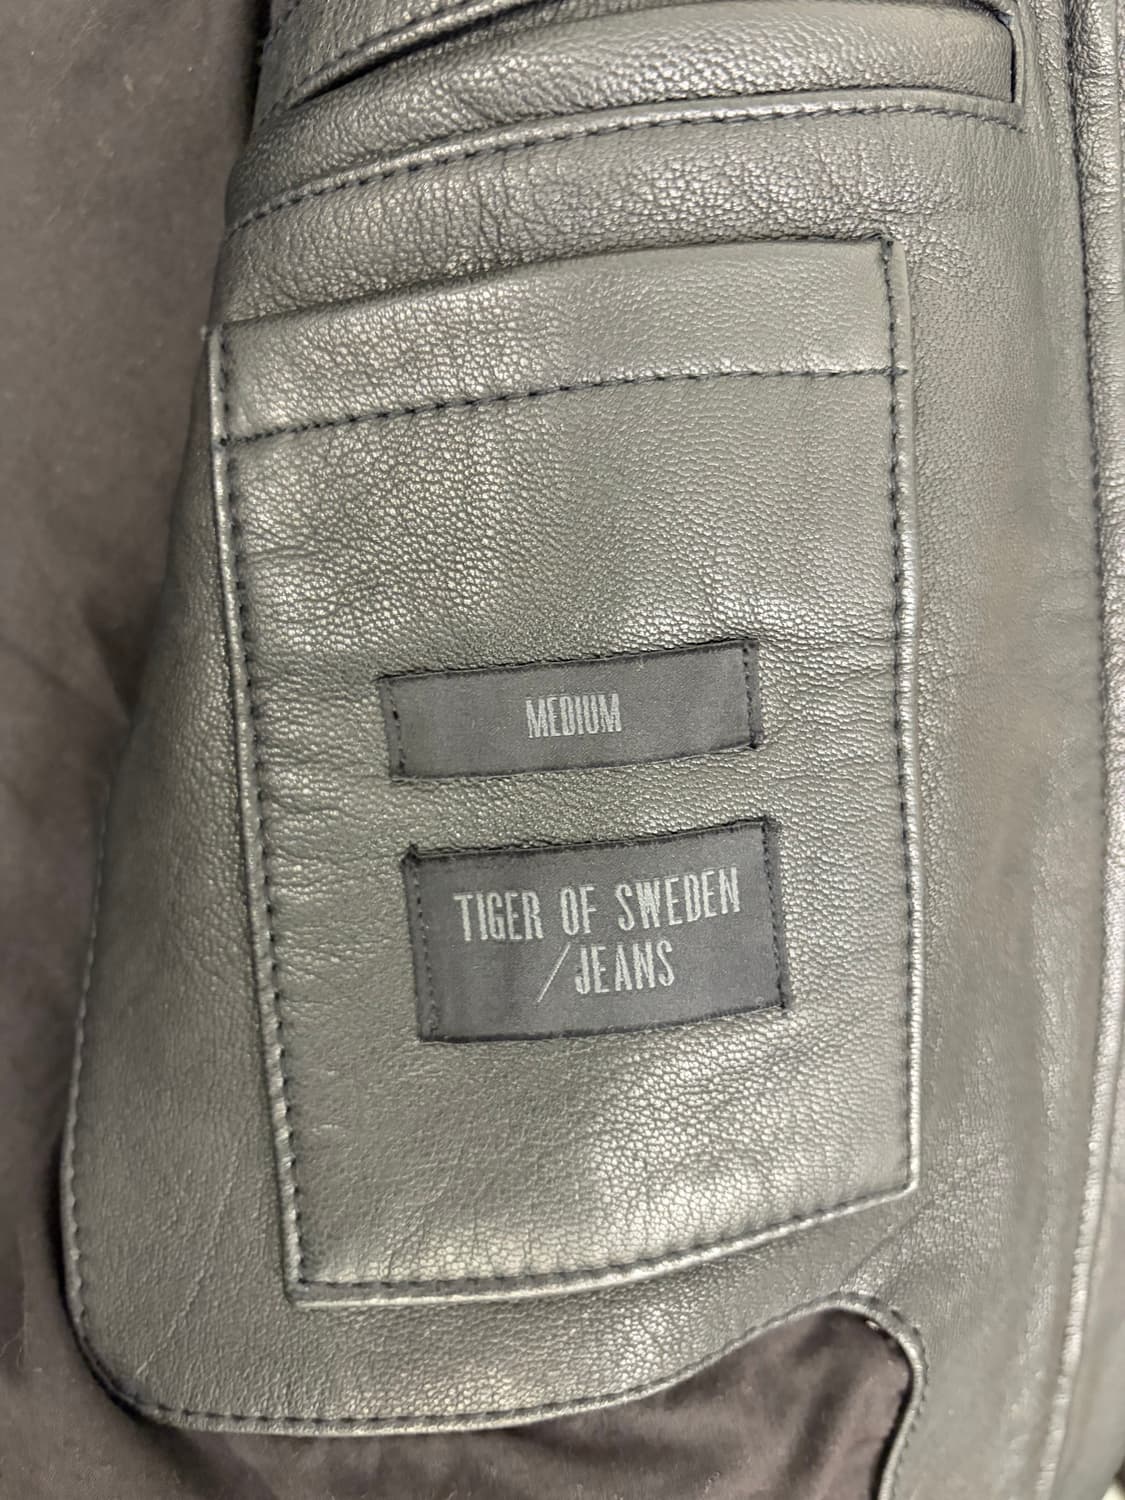 MEDIUM
TIGER OF SWEDEN
/JEANS